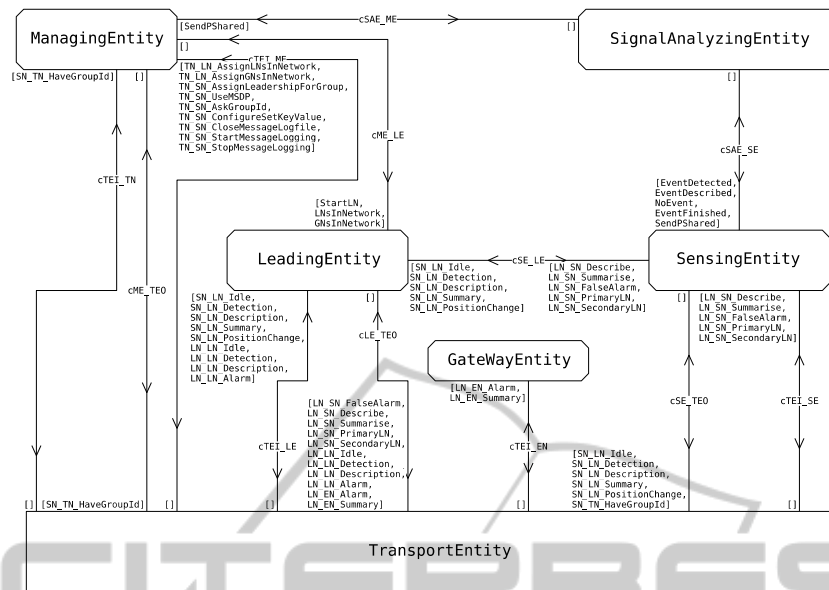 ManagingEntity
[SendPShared]
cSAE_ME
[]
SignalAnalyzingEntity
[]
cTEI_ME
[SN_TN_HaveGroupId]
[]
[TN_LN_AssignLNsInNetwork,
TN_LN_AssignGNsInNetwork,
TN_SN_AssignLeadershipForGroup,
TN_SN_UseMSDP,
TN_SN_AskGroupId,
TN_SN_ConfigureSetKeyValue,
TN_SN_CloseMessageLogfile,
TN_SN_StartMessageLogging,
TN_SN_StopMessageLogging]
[]
cME_LE
cSAE_SE
cTEI_TN
[StartLN,
LNsInNetwork,
GNsInNetwork]
[EventDetected,
EventDescribed,
NoEvent,
EventFinished,
SendPShared]
LeadingEntity
cSE_LE
SensingEntity
[SN_LN_Idle,
SN_LN_Detection,
SN_LN_Description,
SN_LN_Summary,
SN_LN_PositionChange]
[LN_SN_Describe,
LN_SN_Summarise,
LN_SN_FalseAlarm,
LN_SN_PrimaryLN,
LN_SN_SecondaryLN]
cME_TEO
[SN_LN_Idle,
SN_LN_Detection,
SN_LN_Description,
SN_LN_Summary,
SN_LN_PositionChange,
LN_LN_Idle,
LN_LN_Detection,
LN_LN_Description,
LN_LN_Alarm]
[]
[]
[LN_SN_Describe,
LN_SN_Summarise,
LN_SN_FalseAlarm,
LN_SN_PrimaryLN,
LN_SN_SecondaryLN]
cLE_TEO
GateWayEntity
[LN_EN_Alarm,
LN_EN_Summary]
cSE_TEO
cTEI_SE
[LN_SN_FalseAlarm,
LN_SN_Describe,
LN_SN_Summarise,
LN_SN_PrimaryLN,
LN_SN_SecondaryLN,
LN_LN_Idle,
LN_LN_Detection,
LN_LN_Description,
LN_LN_Alarm,
LN_EN_Alarm,
LN_EN_Summary]
cTEI_LE
cTEI_EN
[SN_LN_Idle,
SN_LN_Detection,
SN_LN_Description,
SN_LN_Summary,
SN_LN_PositionChange,
SN_TN_HaveGroupId]
[]
[SN_TN_HaveGroupId]
[]
[]
[]
[]
TransportEntity